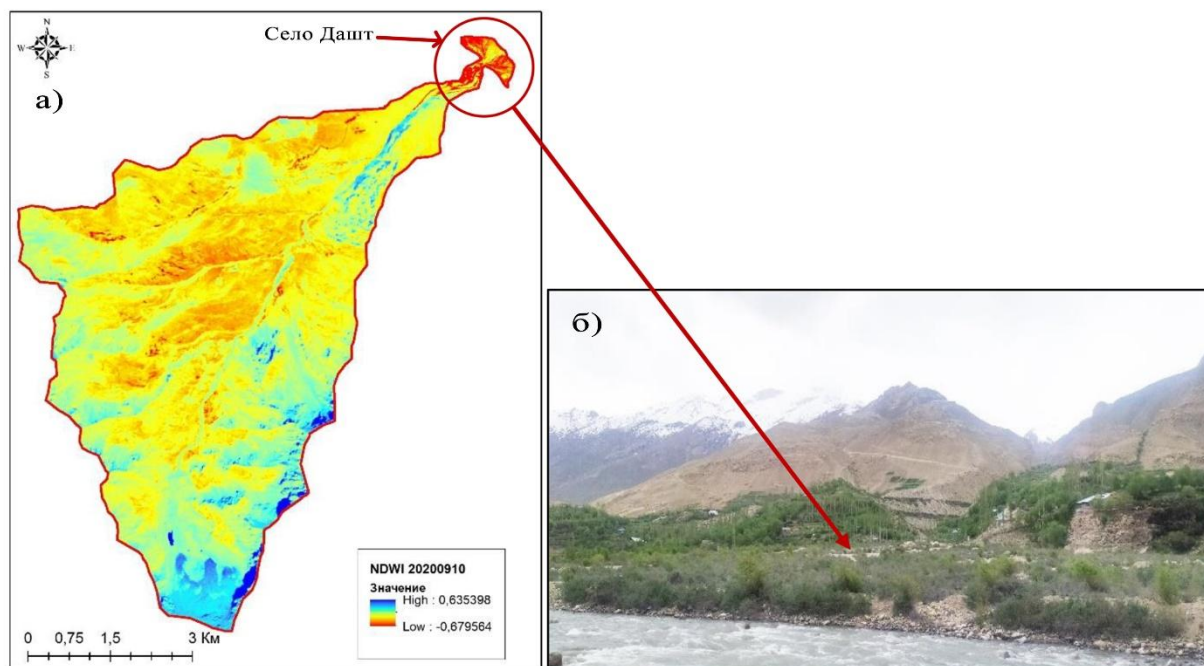 Село Дашт
N
W E
S
а)
б)
NDWI 20200910
Значение
High : 0,635398
Low : -0,679564
0 0,75 1,5 3 Км